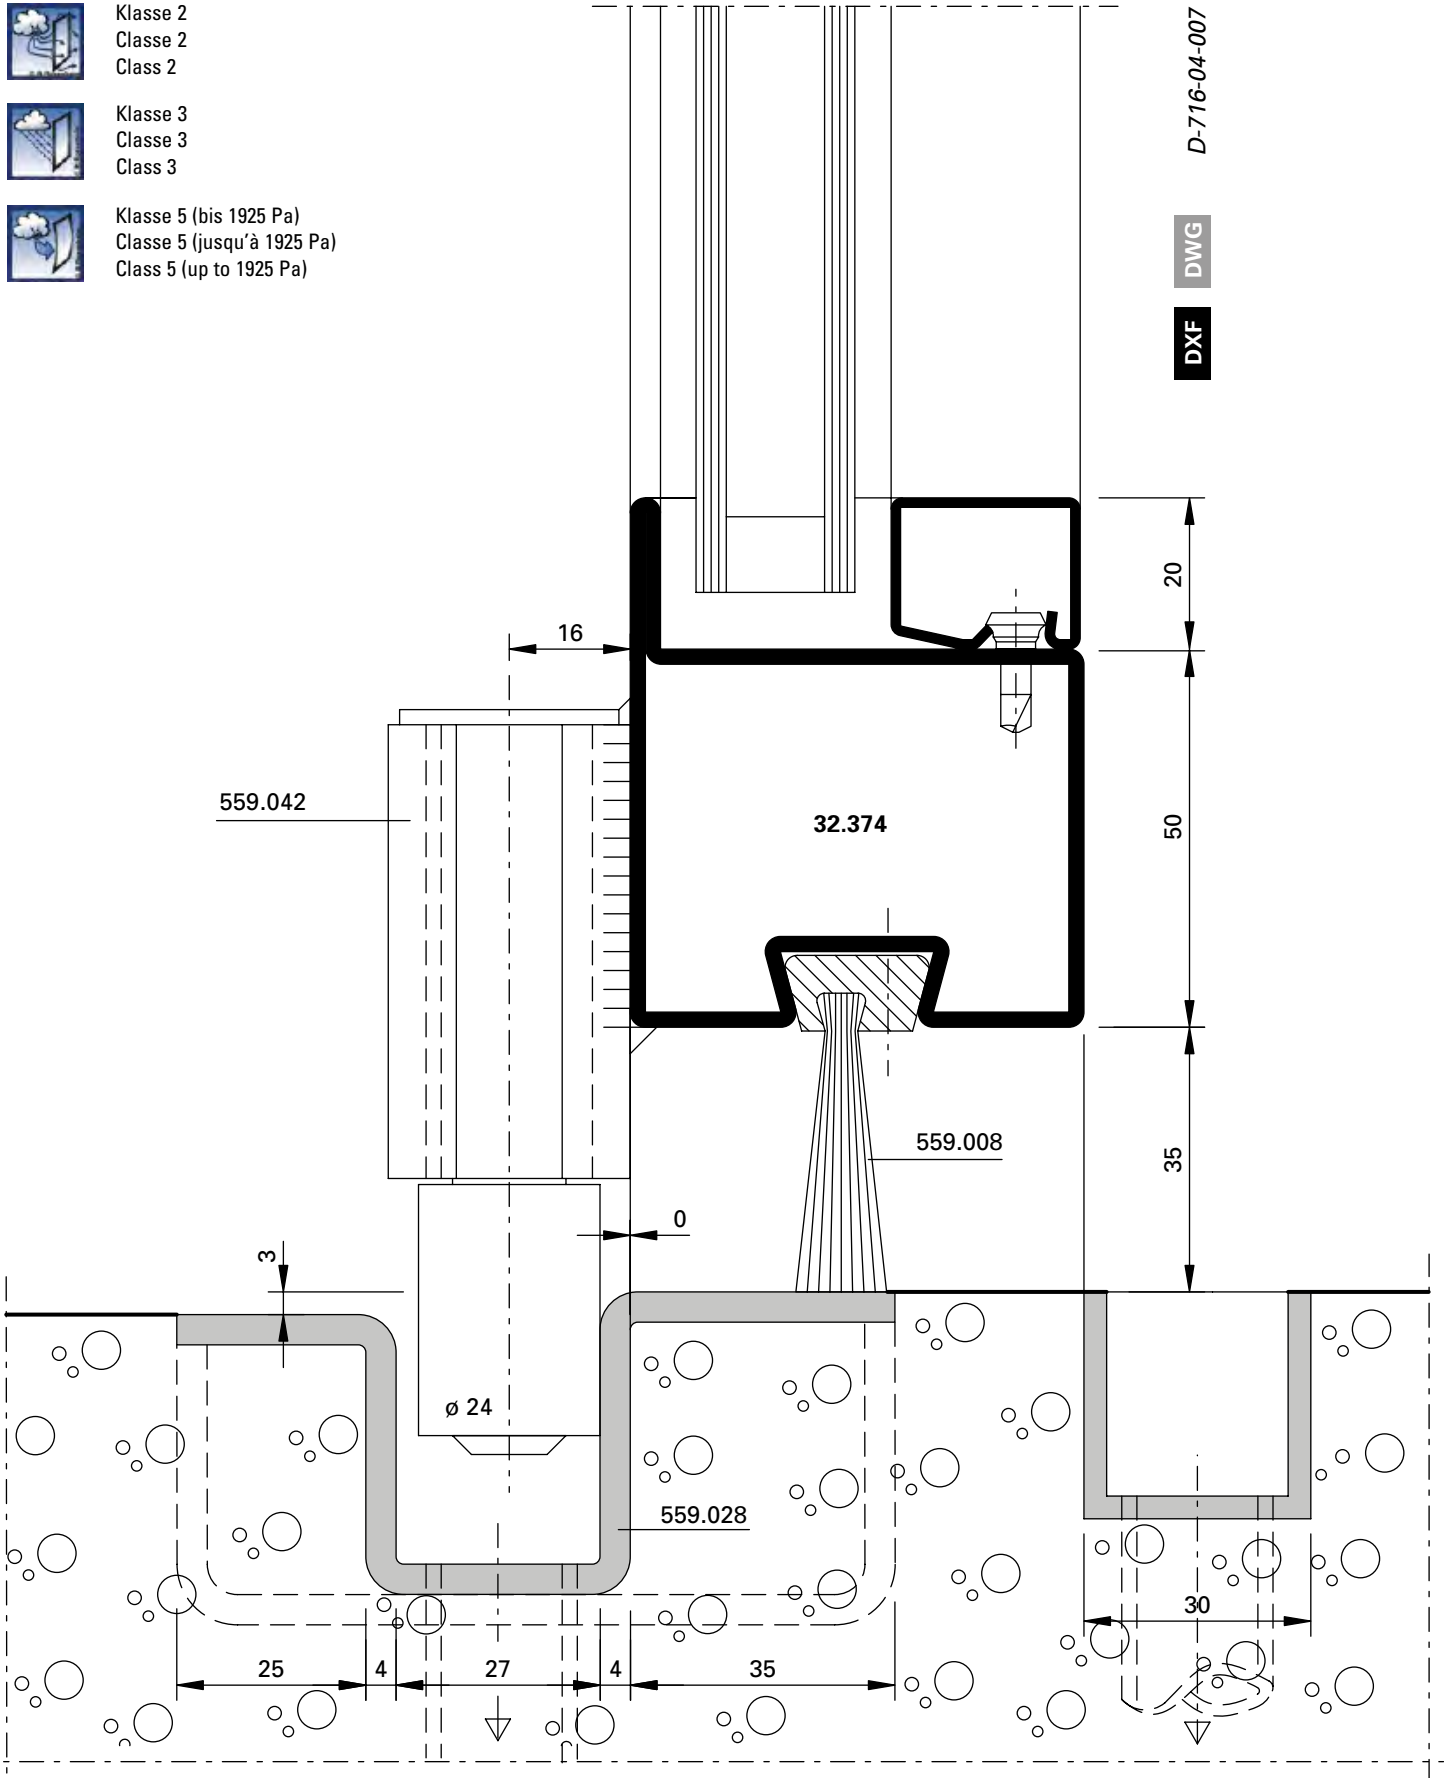 Klasse 2
Classe 2
Class 2
Klasse 3
Classe 3
Class 3
Klasse 5 (bis 1925 Pa)
Classe 5 (jusqu'à 1925 Pa)
Class 5 (up to 1925 Pa)
D-716-04-007
DWG
DXF
20
16
559.042
32.374
50
559.008
35
0
3
ø 24
559.028
30
25
4
27
4
35